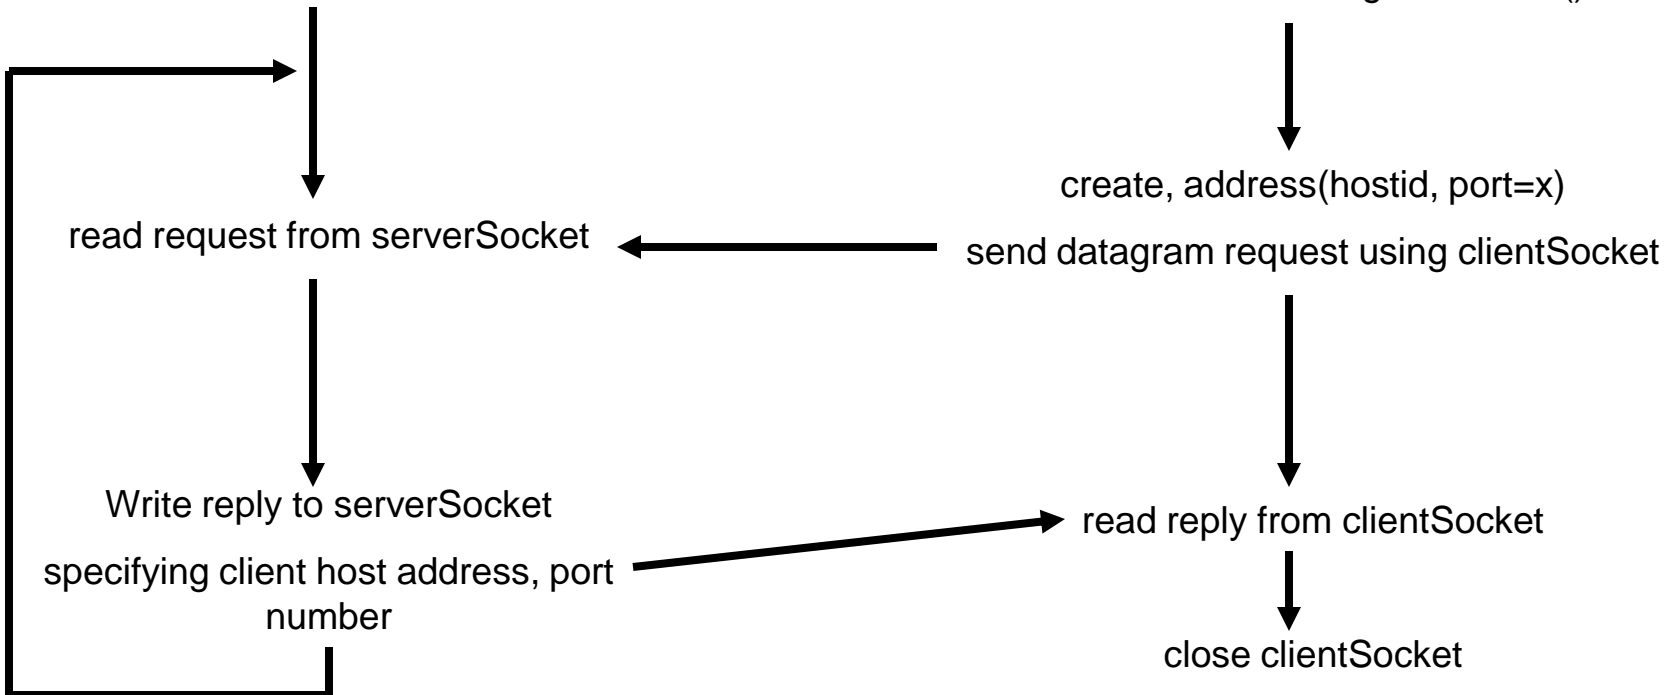 read request from serverSocket
Write reply to serverSocket
specifying client host address, port
number
create, address(hostid, port=x)
send datagram request using clientSocket
read reply from clientSocket
close clientSocket